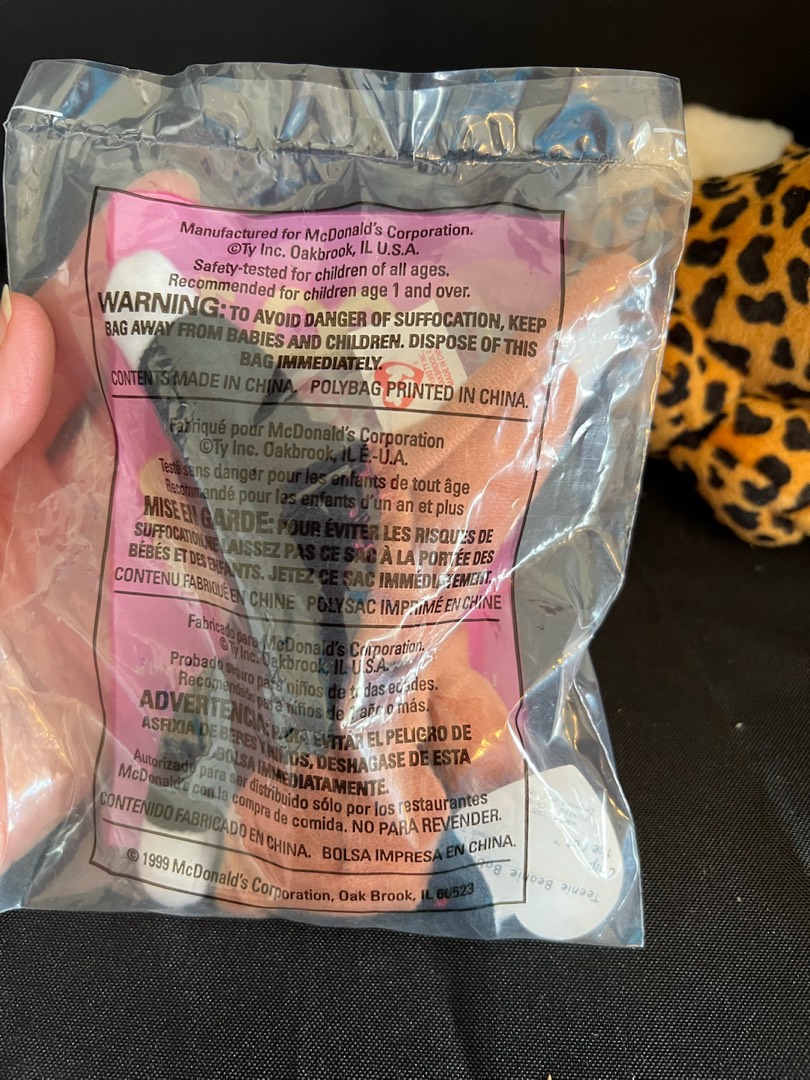 Manufactured for McDonald's Corporation.
©Ty Inc. Oakbrook, IL U.S.A.
Safety-tested for children of all ages.
Recommended for children age 1 and over.
WARNING: TO AVOID DANGER OF SUFFOCATION, KEEP
BAG AWAY FROM BABIES AND CHILDREN. DISPOSE OF THIS
BAG IMMEDIATELY.
CONTENTS MADE IN CHINA. POLYBAG PRINTED IN CHINA.
Fabriqué pour McDonald's Corporation
©Ty Inc. Oakbrook, IL É.-U.A.
Testé sans danger pour les enfants de tout âge
Recommandé pour les enfants d'un an et plus
MISE EN GARDE: POUR ÉVITER LES RISQUES DE
SUFFOCATION, NE LAISSEZ PAS CE SAC À LA PORTÉE DES
BÉBÉS ET DES ENFANTS. JETEZ CE SAC IMMÉDIATEMENT.
CONTENU FABRIQUÉ EN CHINE POLYSAC IMPRIMÉ EN CHINE
Fabricado para McDonald's Corporation.
©Ty Inc. Oakbrook, IL U.S.A.
Probado seguro para niños de todas edades.
Recomendado para niños de 1 año o más.
ADVERTENCIA: PARA EVITAR EL PELIGRO DE
ASFIXIA DE BEBES Y NIÑOS, DESHAGASE DE ESTA
BOLSA IMMEDIATAMENTE.
Autorizado para ser distribuido sólo por los restaurantes
McDonald's con la compra de comida. NO PARA REVENDER.
CONTENIDO FABRICADO EN CHINA. BOLSA IMPRESA EN CHINA.
© 1999 McDonald's Corporation, Oak Brook, IL 60523
Teenie Beanie